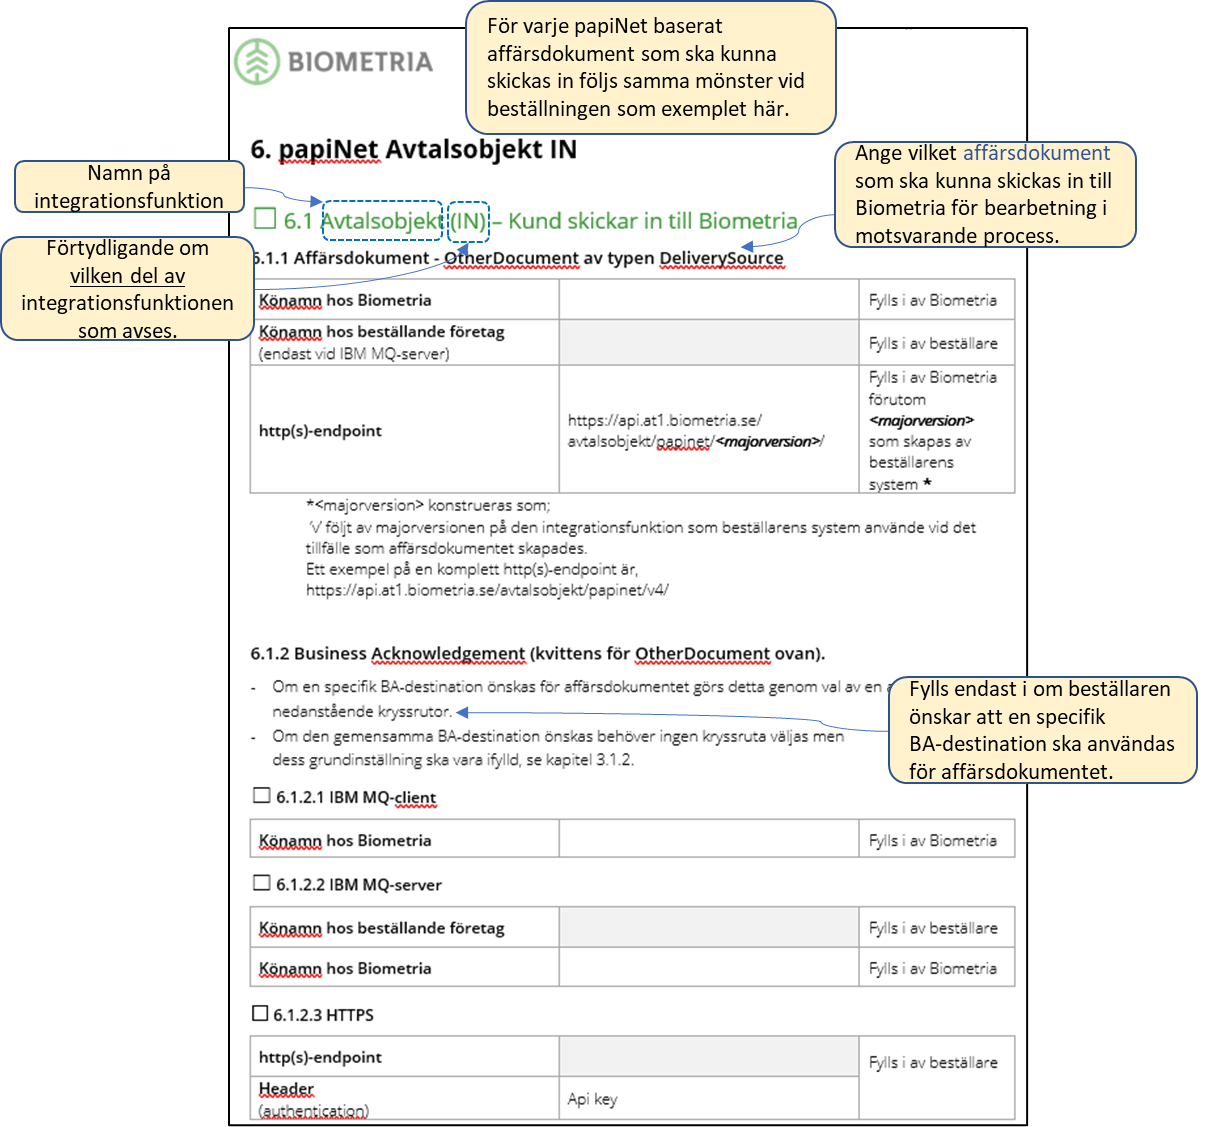 För varje papiNet baserat
affärsdokument som ska kunna
skickas in följs samma mönster vid
beställningen som exemplet här.
BIOMETRIA
6. papiNet Avtalsobjekt IN
Namn på
integrationsfunktion
Ange vilket affärsdokument
som ska kunna skickas in till
Biometria för bearbetning i
motsvarande process.
☐ 6.1 Avtalsobjekt (IN) – Kund skickar in till Biometria
Förtydligande om
vilken del av
integrationsfunktionen
som avses.
6.1.1 Affärsdokument - OtherDocument av typen DeliverySource
Könamn hos Biometria
Fylls i av Biometria
Könamn hos beställande företag
(endast vid IBM MQ-server)
Fylls i av beställare
http(s)-endpoint
https://api.at1.biometria.se/
avtalsobjekt/papinet/<majorversion>/
Fylls i av Biometria
förutom
<majorversion>
som skapas av
beställarens
system *
*<majorversion> konstrueras som;
'v' följt av majorversionen på den integrationsfunktion som beställarens system använde vid det
tillfälle som affärsdokumentet skapades.
Ett exempel på en komplett http(s)-endpoint är,
https://api.at1.biometria.se/avtalsobjekt/papinet/v4/
6.1.2 Business Acknowledgement (kvittens för OtherDocument ovan).
- Om en specifik BA-destination önskas för affärsdokumentet görs detta genom val av en
nedanstående kryssrutor.
- Om den gemensamma BA-destination önskas behöver ingen kryssruta väljas men
dess grundinställning ska vara ifylld, se kapitel 3.1.2.
Fylls endast i om beställaren
önskar att en specifik
BA-destination ska användas
för affärsdokumentet.
☐ 6.1.2.1 IBM MQ-client
Könamn hos Biometria
Fylls i av Biometria
☐ 6.1.2.2 IBM MQ-server
Könamn hos beställande företag
Fylls i av beställare
Könamn hos Biometria
Fylls i av Biometria
☐ 6.1.2.3 HTTPS
http(s)-endpoint
Fylls i av beställare
Header
(authentication)
Api key